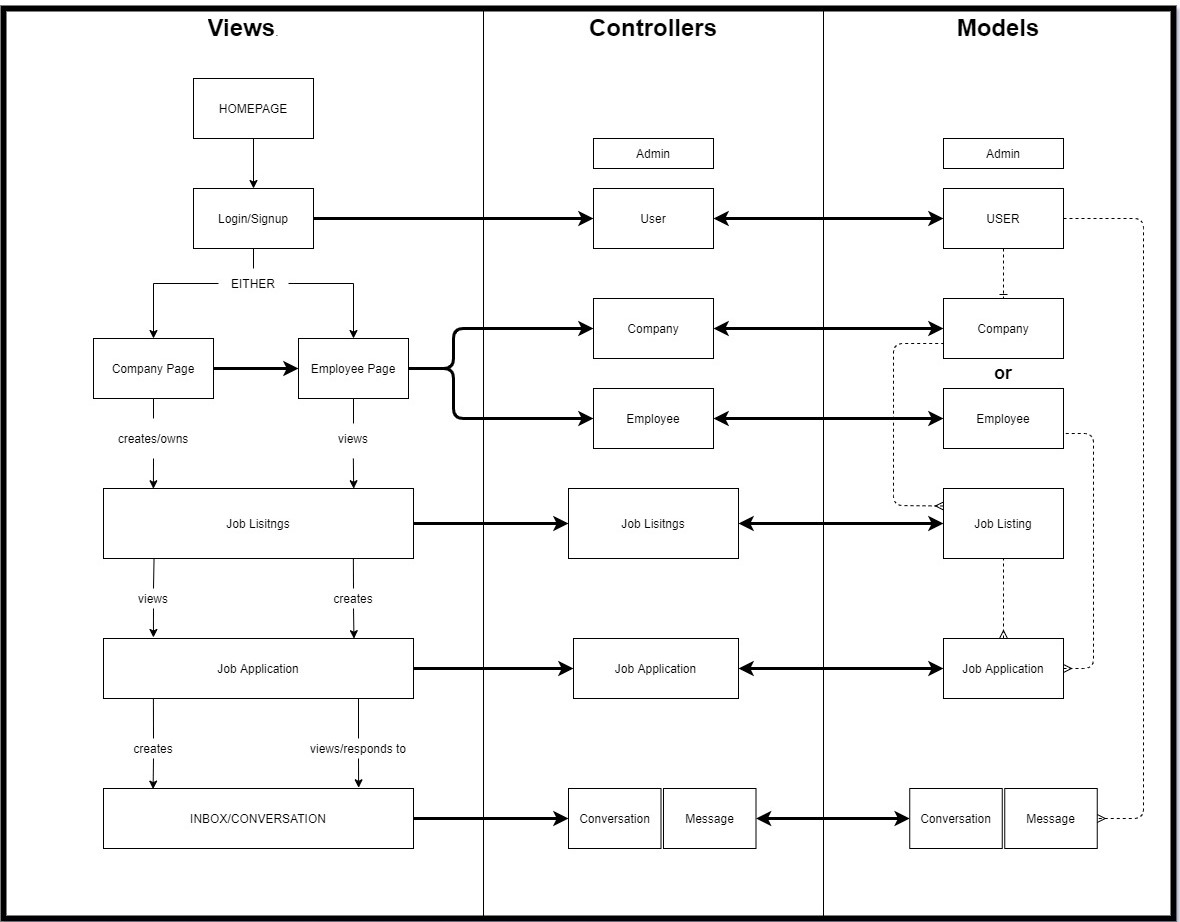 Views
Controllers
Models
HOMEPAGE
Admin
Admin
Login/Signup
User
USER
EITHER
Company
Company
Company Page
Employee Page
or
Employee
Employee
creates/owns
views
Job Lisitngs
Job Lisitngs
Job Listing
views
creates
Job Application
Job Application
Job Application
creates
views/responds to
INBOX/CONVERSATION
Conversation
Message
Conversation
Message